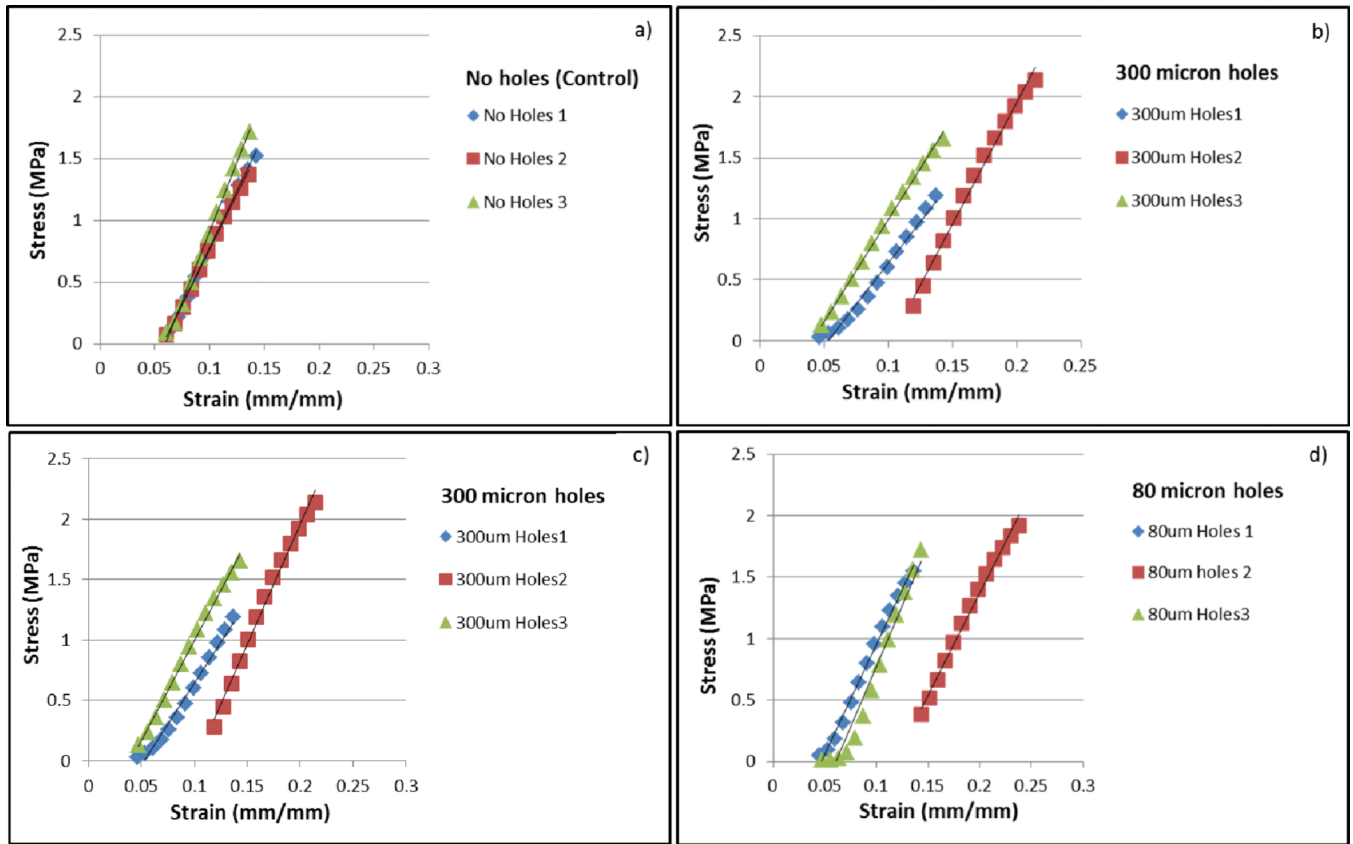 a)
No holes (Control)
No Holes 1
No Holes 2
No Holes 3
Stress (MPa)
2.5
2
1.5
1
0.5
0
0
0.05
0.1
0.15
0.2
0.25
0.3
Strain (mm/mm)
b)
300 micron holes
300um Holes1
300um Holes2
300um Holes3
Stress (MPa)
2.5
2
1.5
1
0.5
0
0
0.05
0.1
0.15
0.2
0.25
Strain (mm/mm)
c)
300 micron holes
300um Holes1
300um Holes2
300um Holes3
Stress (MPa)
2.5
2
1.5
1
0.5
0
0
0.05
0.1
0.15
0.2
0.25
0.3
Strain (mm/mm)
d)
80 micron holes
80um Holes 1
80um holes 2
80um Holes3
Stress (MPa)
2.5
2
1.5
1
0.5
0
0
0.05
0.1
0.15
0.2
0.25
0.3
Strain (mm/mm)